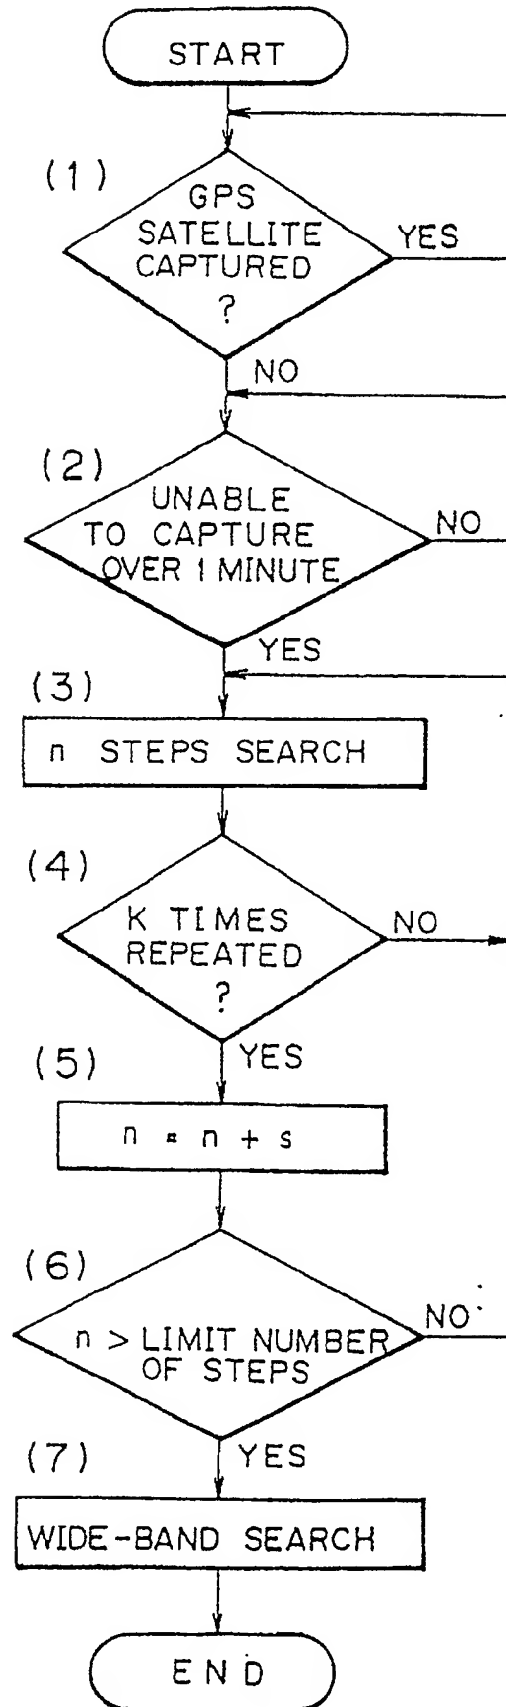 START
(1)
GPS
SATELLITE
CAPTURED
?
YES
NO
(2)
UNABLE
TO CAPTURE
OVER 1 MINUTE
NO
YES
(3)
n STEPS SEARCH
(4)
K TIMES
REPEATED
?
NO
YES
(5)
n = n + s
(6)
n > LIMIT NUMBER
OF STEPS
NO
YES
(7)
WIDE-BAND SEARCH
END